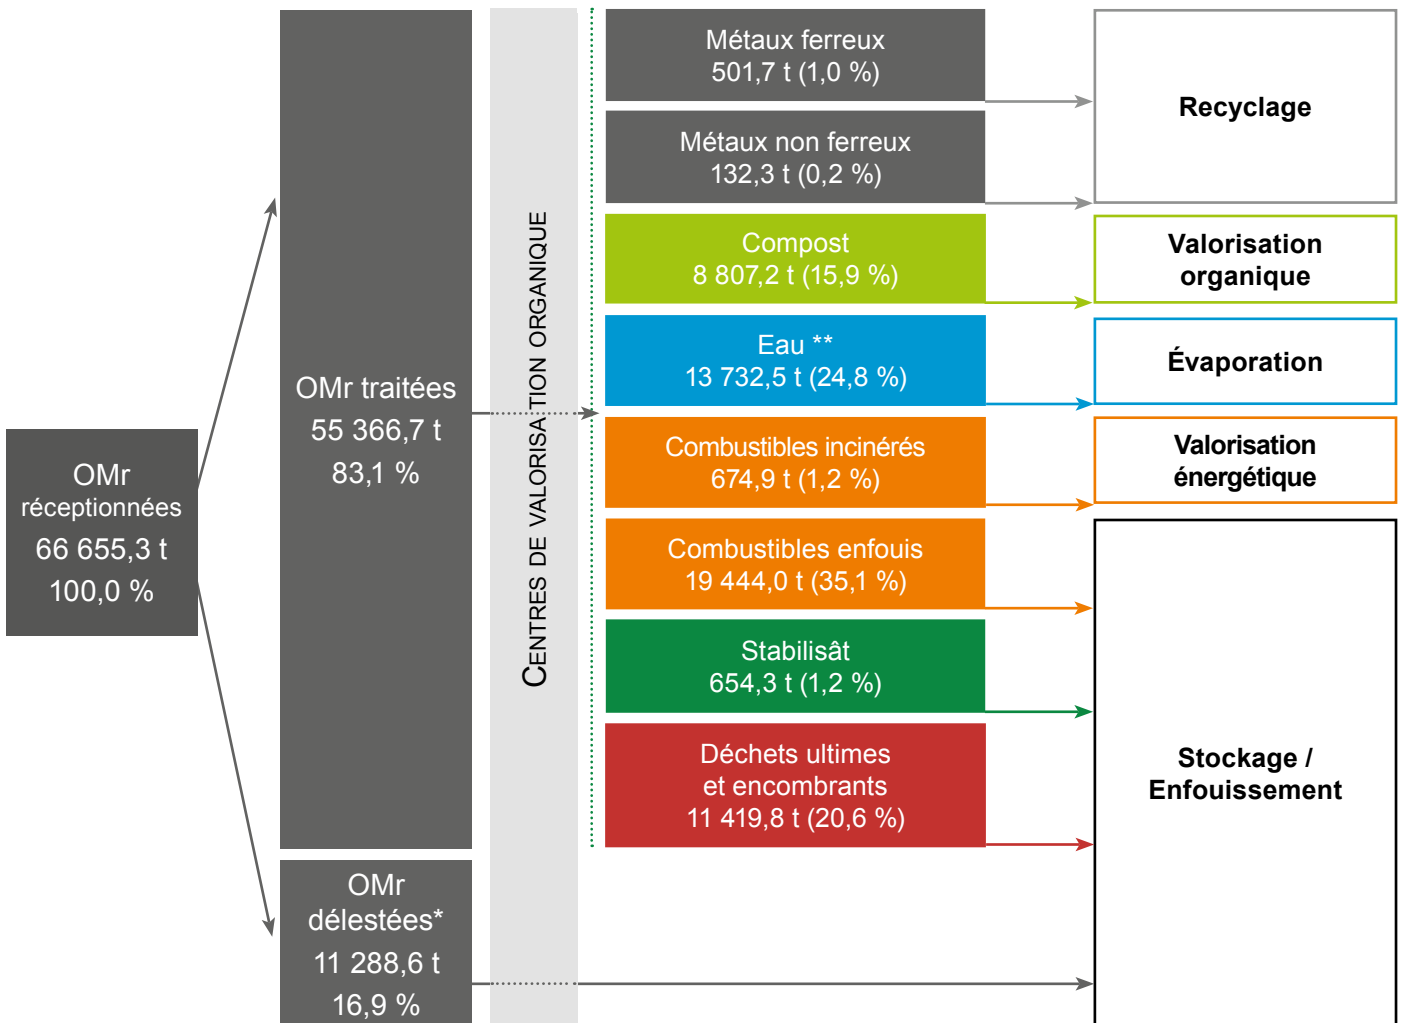 OMr
réceptionnées
66 655,3 t
100,0 %
OMr traitées
55 366,7 t
83,1 %
OMr
délestées*
11 288,6 t
16,9 %
CENTRES DE VALORISATION ORGANIQUE
Métaux ferreux
501,7 t (1,0 %)
Métaux non ferreux
132,3 t (0,2 %)
Compost
8 807,2 t (15,9 %)
Eau **
13 732,5 t (24,8 %)
Combustibles incinérés
674,9 t (1,2 %)
Combustibles enfouis
19 444,0 t (35,1 %)
Stabilisât
654,3 t (1,2 %)
Déchets ultimes
et encombrants
11 419,8 t (20,6 %)
Recyclage
Valorisation
organique
Évaporation
Valorisation
énergétique
Stockage /
Enfouissement